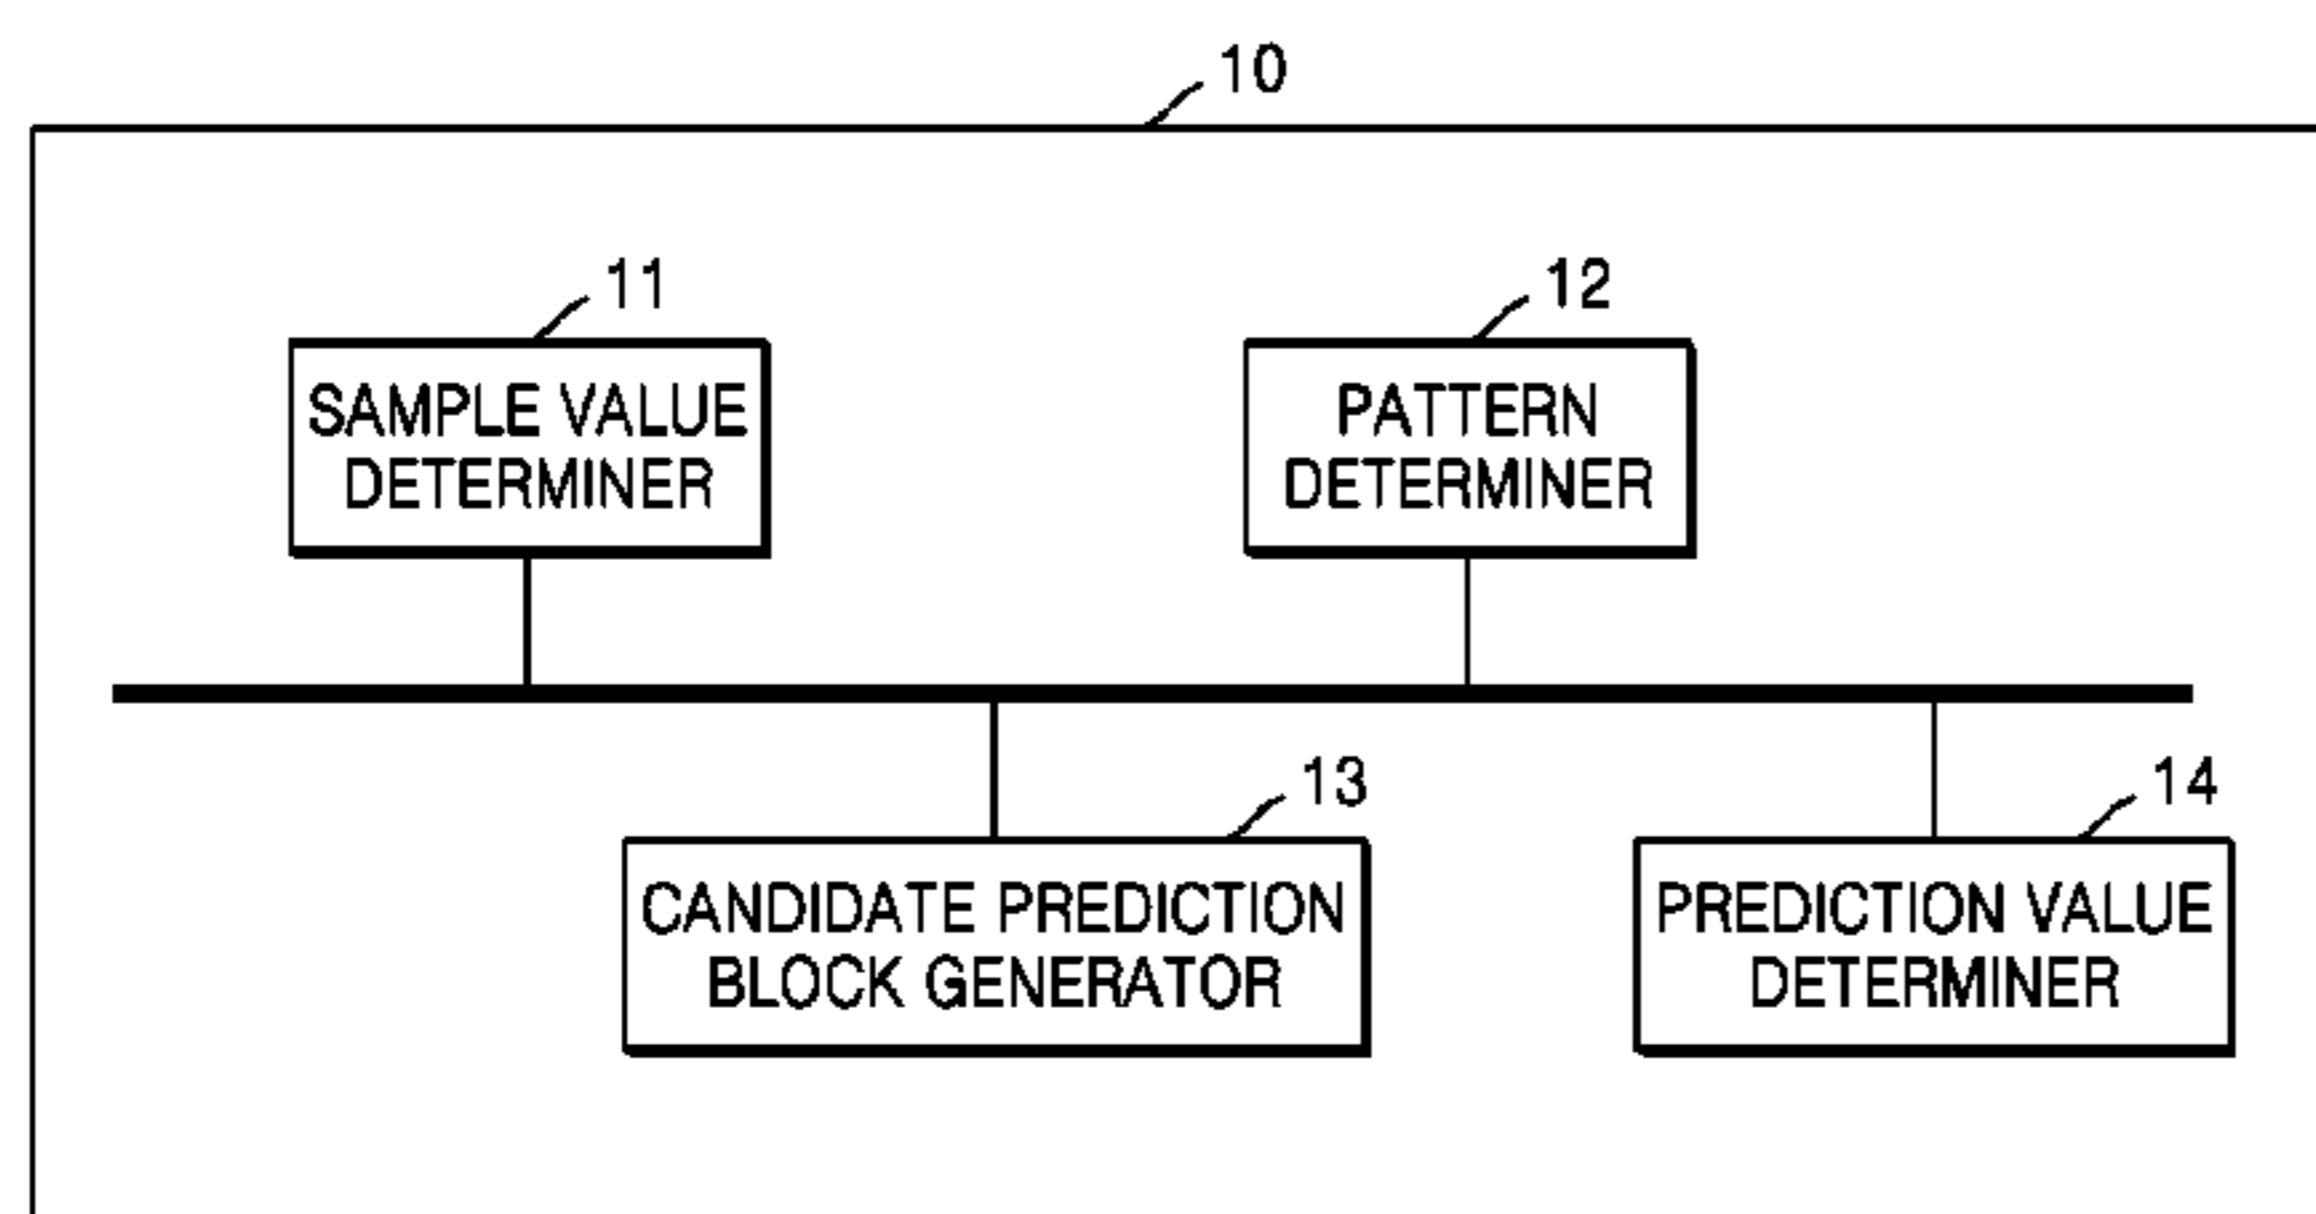 10
11
12
SAMPLE VALUE
DETERMINER
PATTERN
DETERMINER
13
14
CANDIDATE PREDICTION
BLOCK GENERATOR
PREDICTION VALUE
DETERMINER